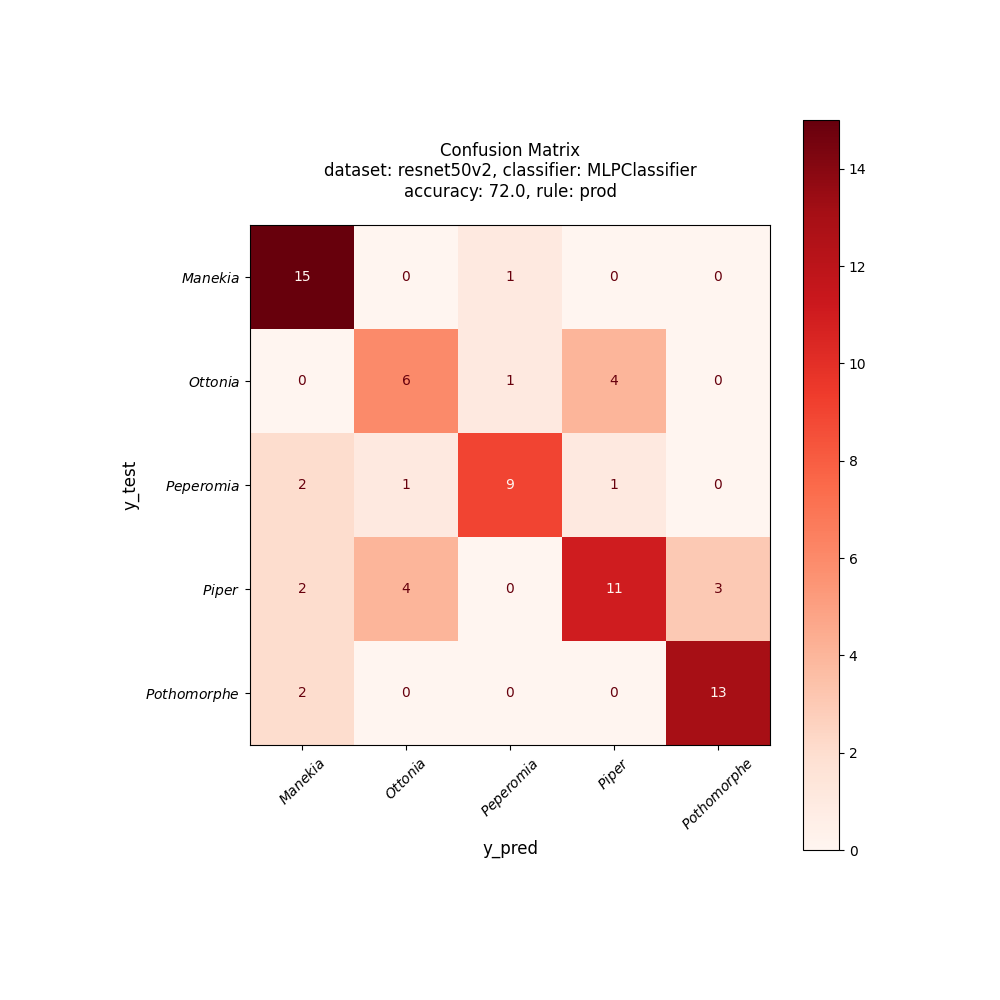 Confusion Matrix
dataset: resnet50v2, classifier: MLPClassifier
accuracy: 72.0, rule: prod
Manekia 15 0 1 0 0
Ottonia 0 6 1 4 0
Peperomia 2 1 9 1 0
Piper 2 4 0 11 3
Pothomorphe 2 0 0 0 13
Manekia Ottonia Peperomia Piper Pothomorphe
y_pred
y_test
14
12
10
8
6
4
2
0